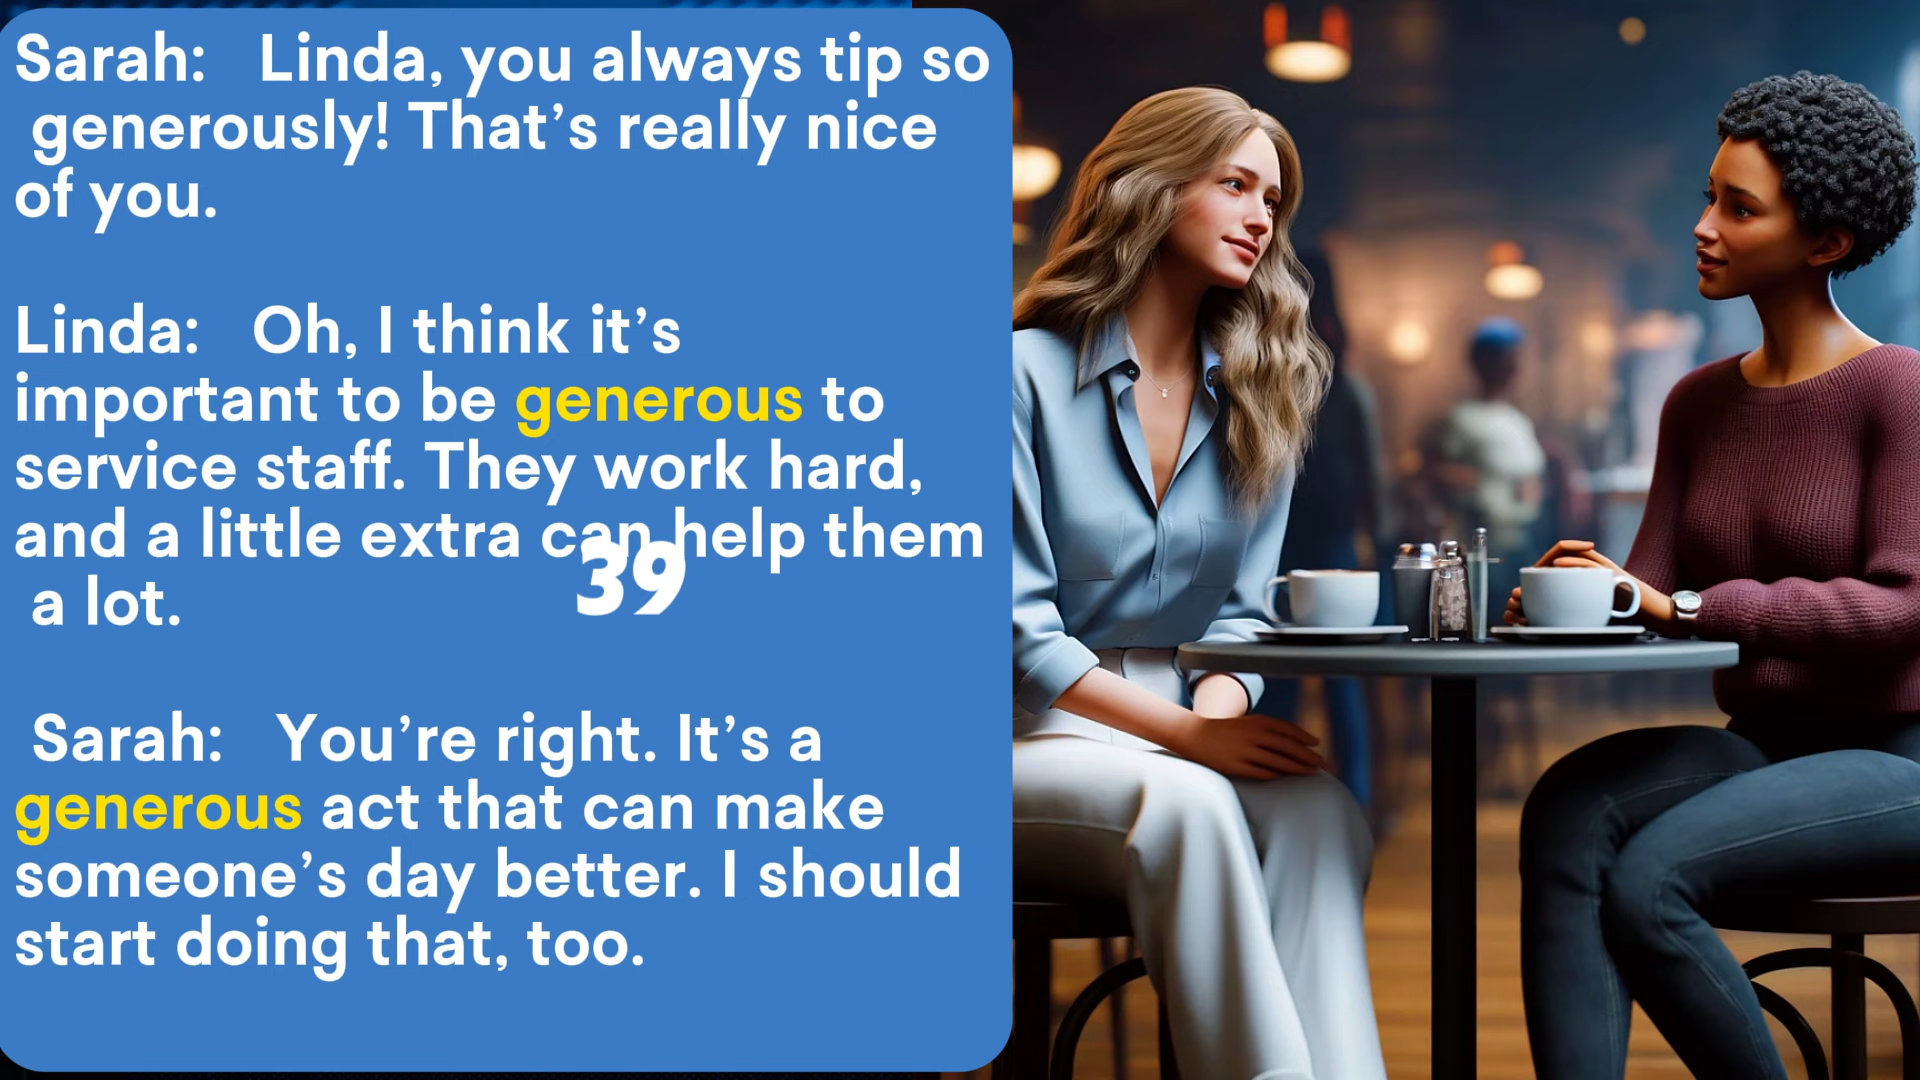 Sarah: Linda, you always tip so
generously! That’s really nice
of you.
Linda: Oh, I think it’s
important to be generous to
service staff. They work hard,
and a little extra can help them
a lot.
39
Sarah: You’re right. It’s a
generous act that can make
someone’s day better. I should
start doing that, too.